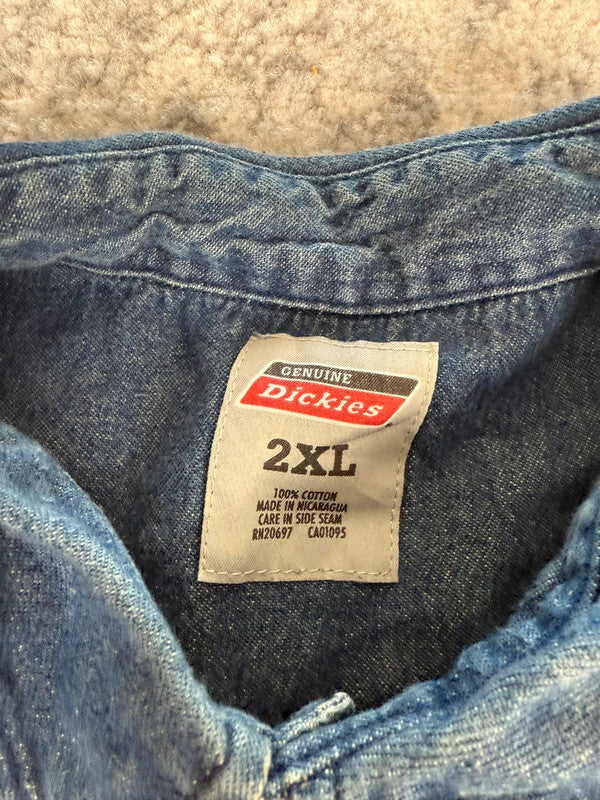 GENUINE
Dickies
2XL
100% COTTON
MADE IN NICARAGUA
CARE IN SIDE SEAM
RN20697 CA01095